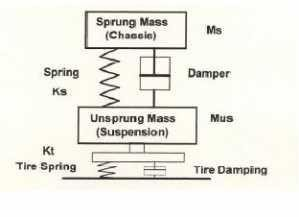 Sprung Mass
(Chassie)
Ms
Spring
Ks
Damper
Unsprung Mass
(Suspension)
Mus
Kt
Tire Spring
Tire Damping